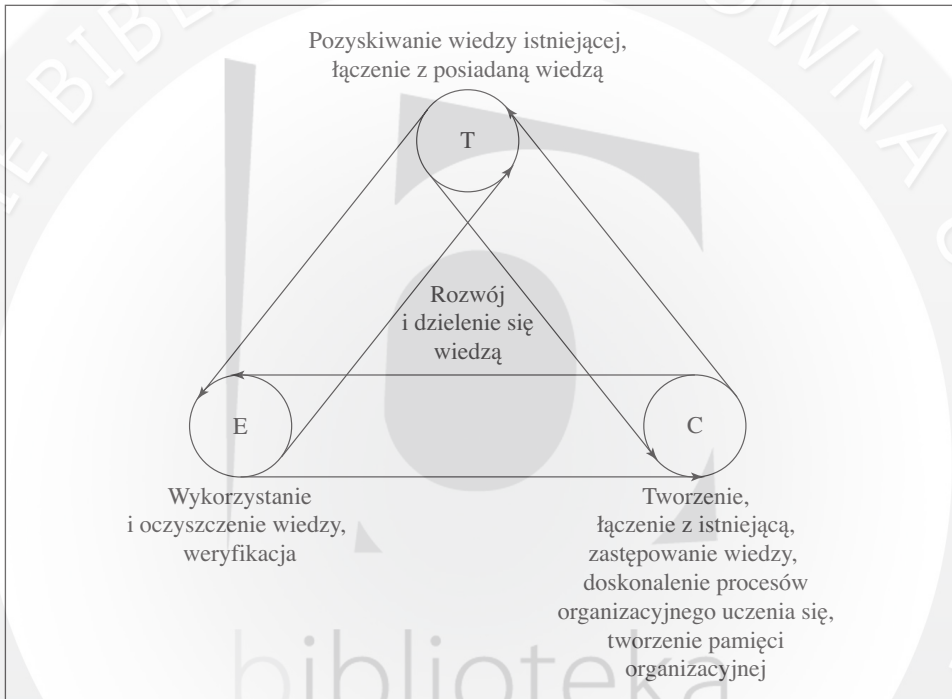 Pozyskiwanie wiedzy istniejącej,
łączenie z posiadaną wiedzą
T
Rozwój
i dzielenie się
wiedzą
E
C
Wykorzystanie
i oczyszczenie wiedzy,
weryfikacja
Tworzenie,
łączenie z istniejącą,
zastępowanie wiedzy,
doskonalenie procesów
organizacyjnego uczenia się,
tworzenie pamięci
organizacyjnej
biblioteka